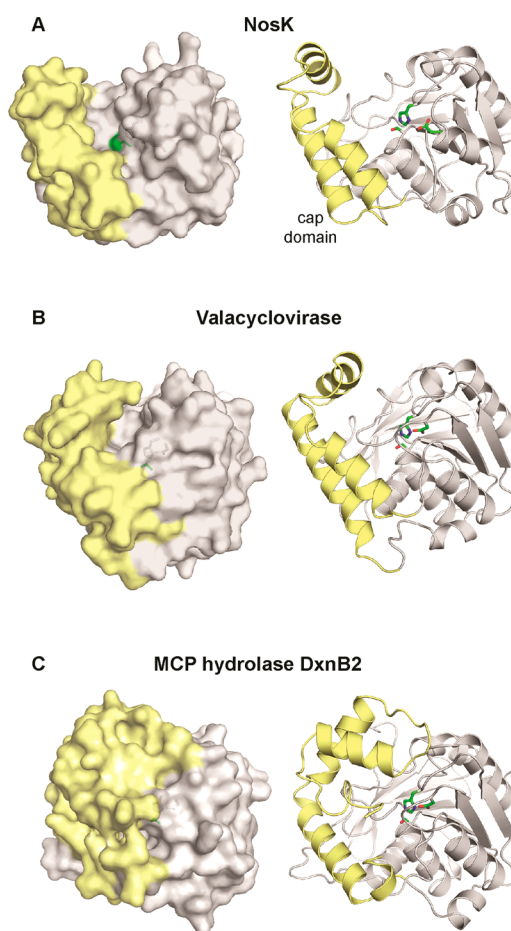 A NosK
cap
domain
B Valacyclovirase
C MCP hydrolase DxnB2